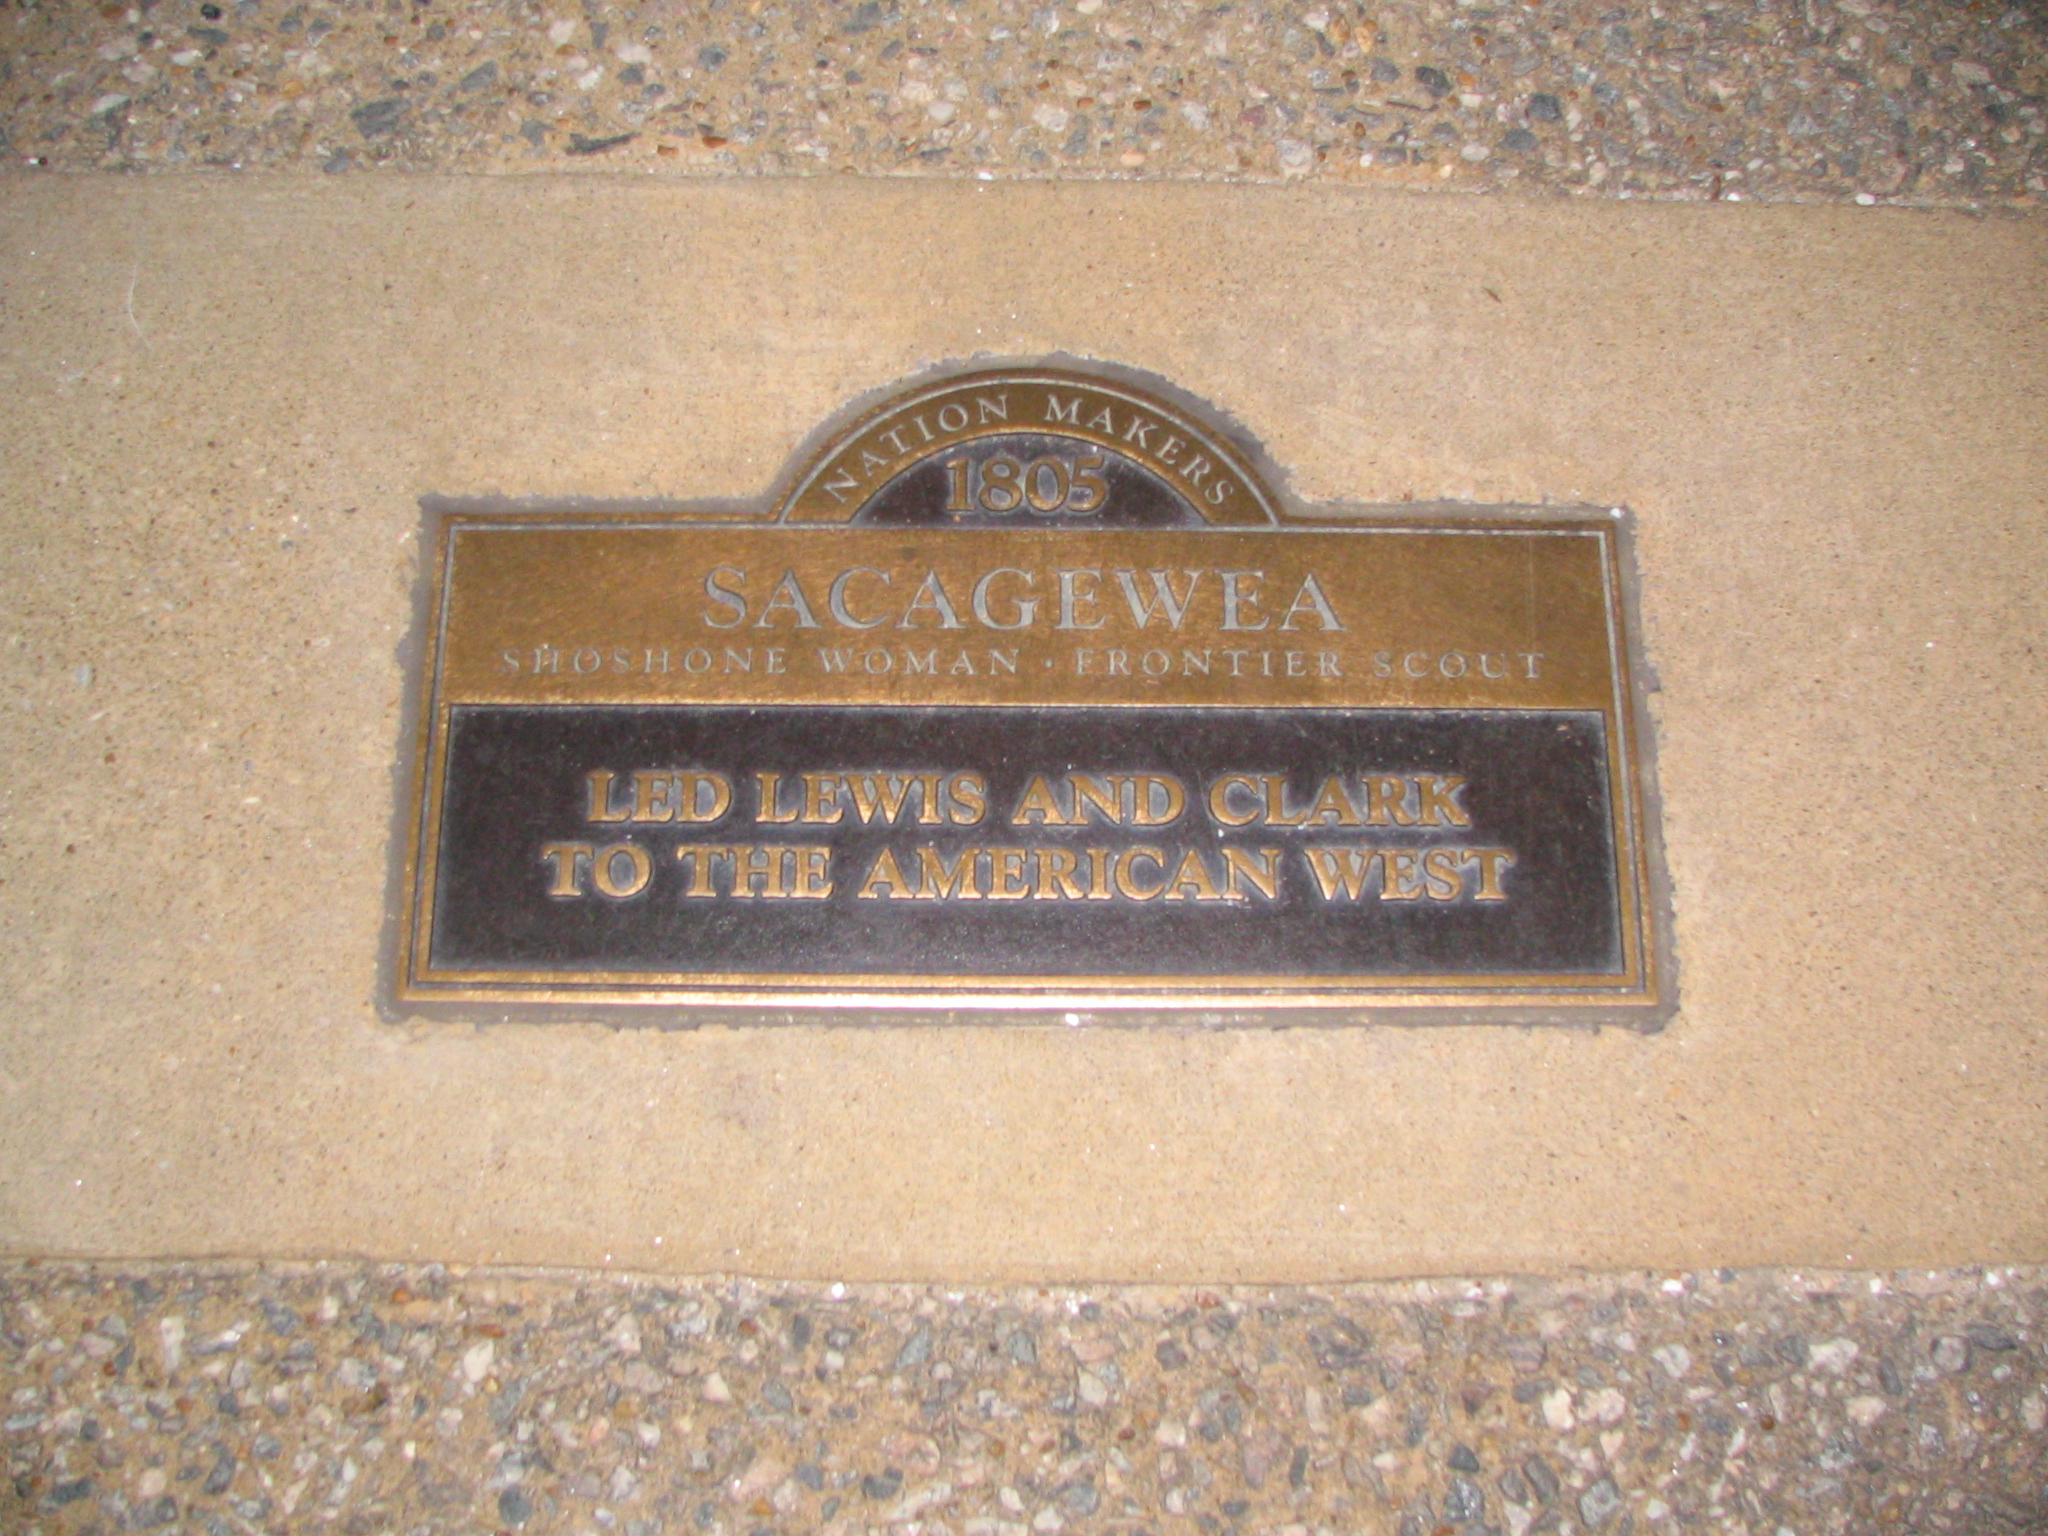 NATION MAKERS
1805
SACAGEWEA
SHOSHONE WOMAN · FRONTIER SCOUT
LED LEWIS AND CLARK
TO THE AMERICAN WEST